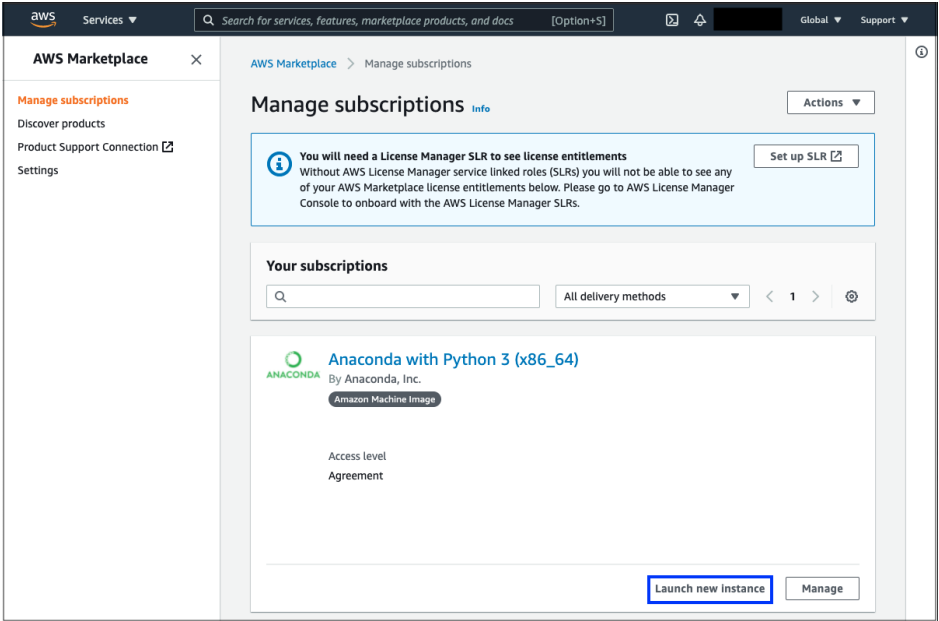 aws
Services ▼
Search for services, features, marketplace products, and docs
[Option+S]
Global ▼
Support ▼
AWS Marketplace
Manage subscriptions
Discover products
Product Support Connection
Settings
AWS Marketplace > Manage subscriptions
Manage subscriptions Info
Actions ▼
You will need a License Manager SLR to see license entitlements
Without AWS License Manager service linked roles (SLRs) you will not be able to see any
of your AWS Marketplace license entitlements below. Please go to AWS License Manager
Console to onboard with the AWS License Manager SLRs.
Set up SLR
Your subscriptions
All delivery methods ▼
< 1 >
ANACONDA
Anaconda with Python 3 (x86_64)
By Anaconda, Inc.
Amazon Machine Image
Access level
Agreement
Launch new instance
Manage